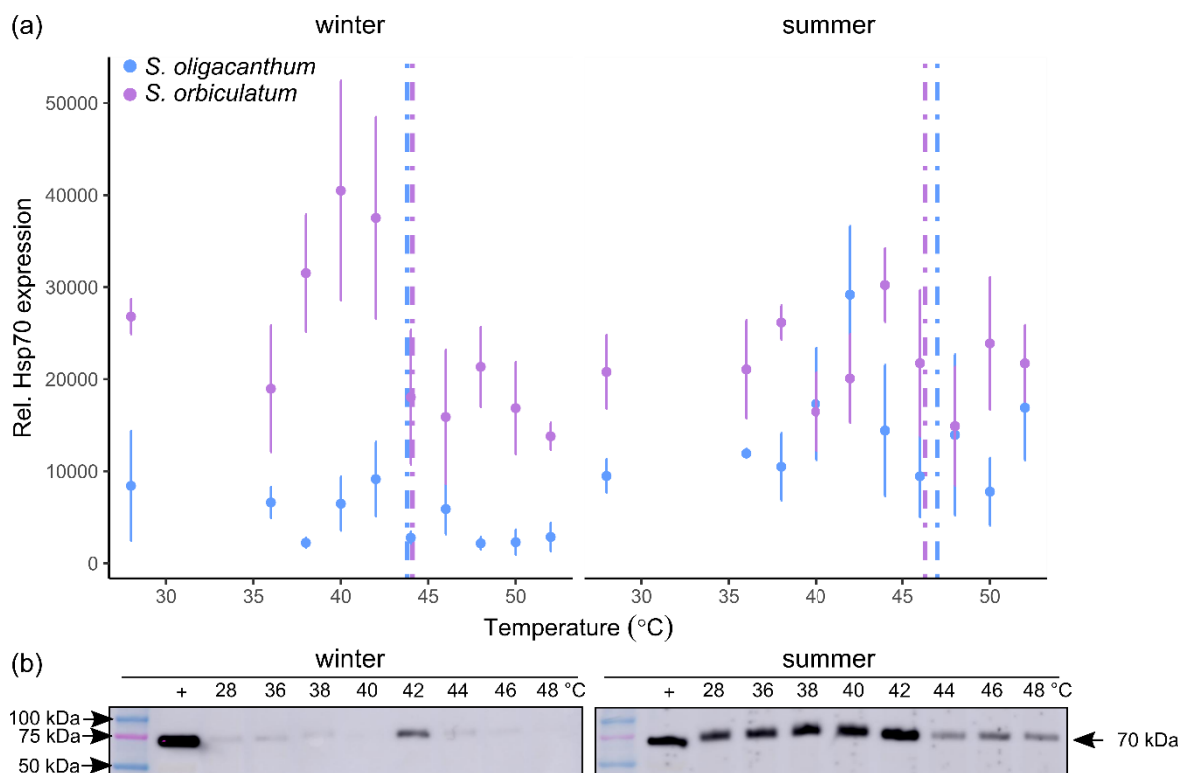 (a)
winter
summer
S. oligacanthum
S. orbiculatum
Rel. Hsp70 expression
50000
40000
30000
20000
10000
0
30 35 40 45 50 30 35 40 45 50
Temperature (°C)
(b)
winter
summer
+ 28 36 38 40 42 44 46 48 °C + 28 36 38 40 42 44 46 48 °C
100 kDa
75 kDa
50 kDa
70 kDa